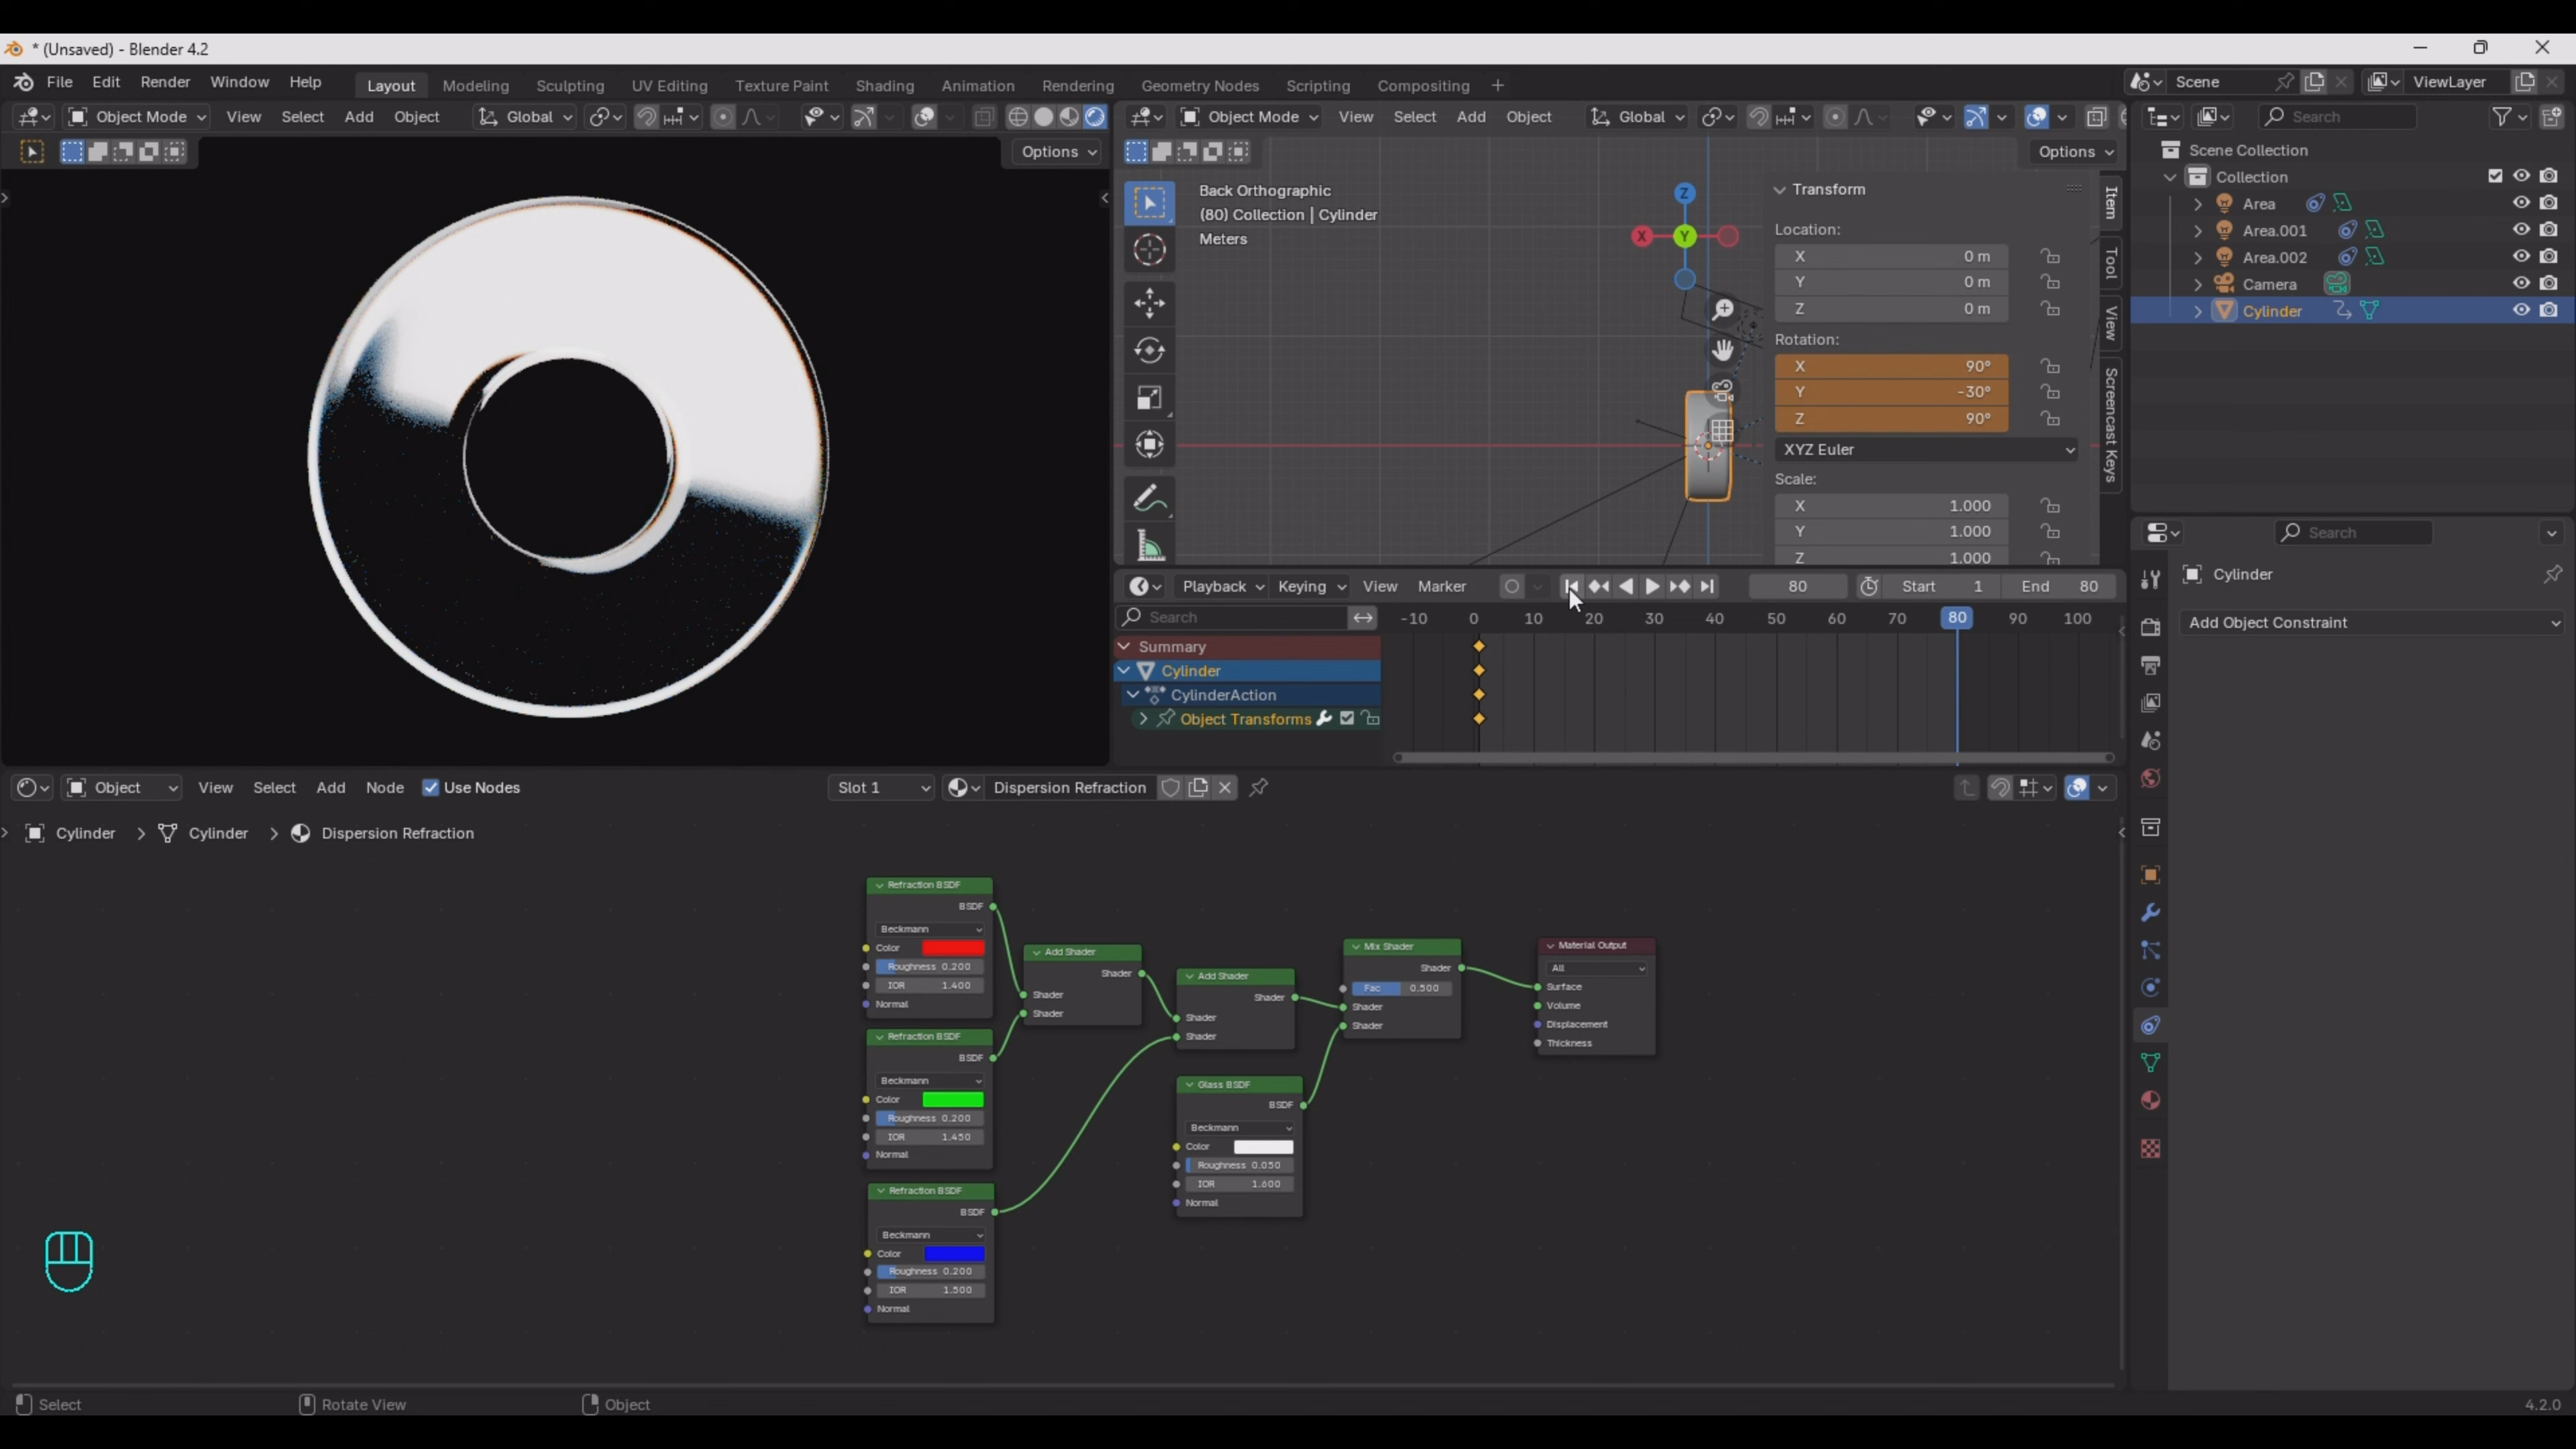 * (Unsaved) - Blender 4.2
File Edit Render Window Help Layout Modeling Sculpting UV Editing Texture Paint Shading Animation Rendering Geometry Nodes Scripting Compositing + Scene ViewLayer
Object Mode View Select Add Object Global
Options
Object Mode View Select Add Object Global
Options
Back Orthographic
(80) Collection | Cylinder
Meters
Z
X Y
Transform
Location:
X 0 m
Y 0 m
Z 0 m
Rotation:
X 90°
Y -30°
Z 90°
XYZ Euler
Scale:
X 1.000
Y 1.000
Z 1.000
Item
Tool
View
Screencast Keys
Search
Scene Collection
Collection
Area
Area.001
Area.002
Camera
Cylinder
Search
Cylinder
Add Object Constraint
Playback Keying View Marker 80 Start 1 End 80
Search -10 0 10 20 30 40 50 60 70 80 90 100
Summary
Cylinder
CylinderAction
Object Transforms
Object View Select Add Node Use Nodes Slot 1 Dispersion Refraction
Cylinder > Cylinder > Dispersion Refraction
Refraction BSDF
BSDF
Beckmann
Color
Roughness 0.200
IOR 1.400
Normal
Refraction BSDF
BSDF
Beckmann
Color
Roughness 0.200
IOR 1.450
Normal
Refraction BSDF
BSDF
Beckmann
Color
Roughness 0.200
IOR 1.500
Normal
Add Shader
Shader
Shader
Shader
Add Shader
Shader
Shader
Shader
Glass BSDF
BSDF
Beckmann
Color
Roughness 0.050
IOR 1.600
Normal
Mix Shader
Shader
Fac 0.500
Shader
Shader
Material Output
All
Surface
Volume
Displacement
Thickness
Select Rotate View Object 4.2.0